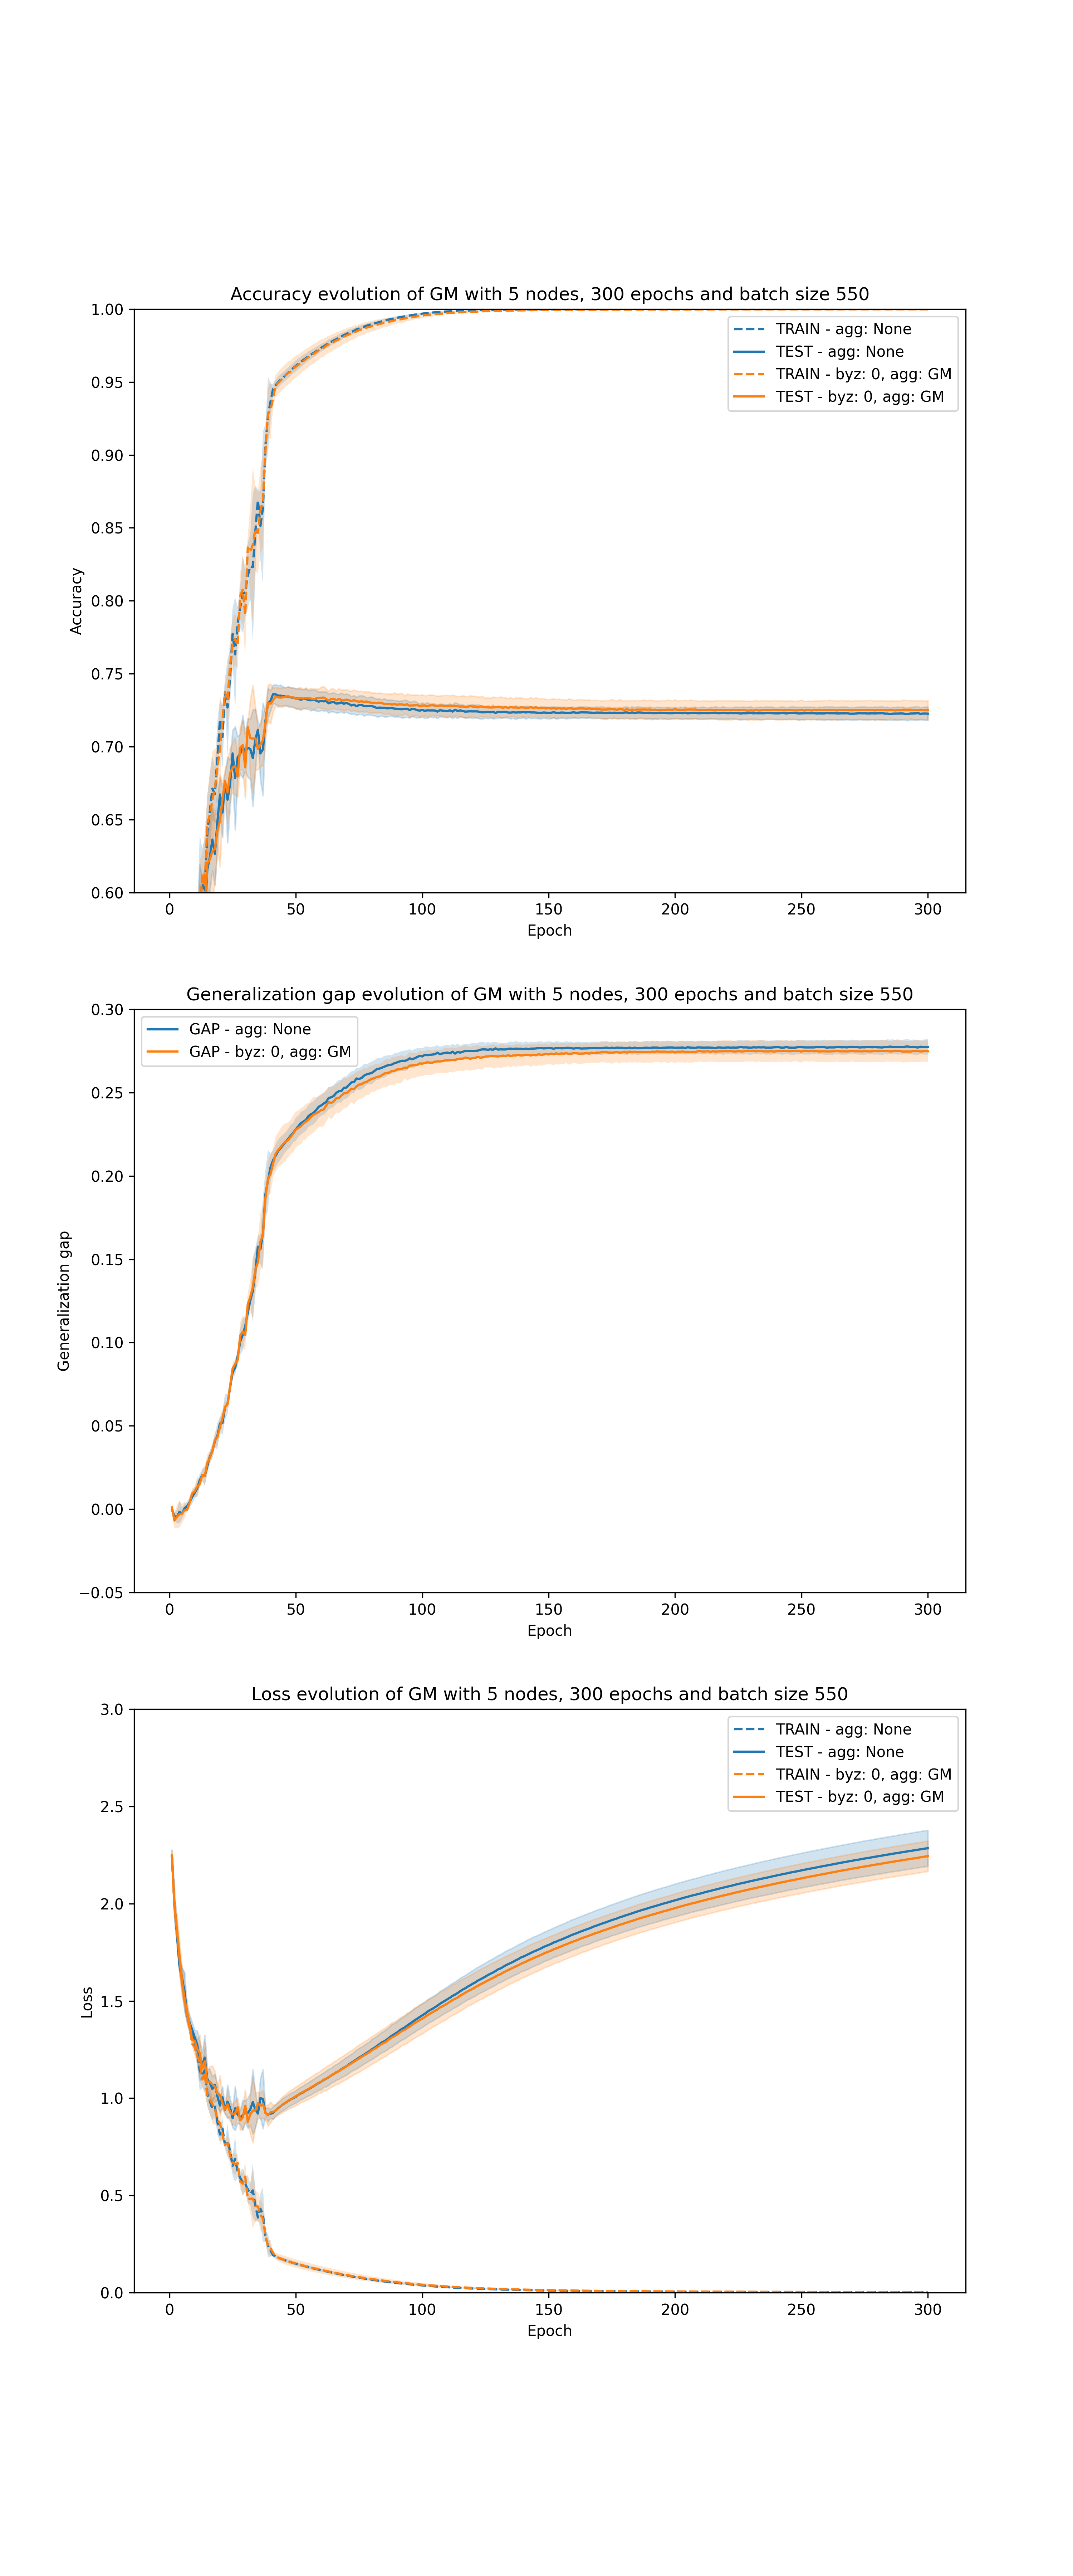 Accuracy evolution of GM with 5 nodes, 300 epochs and batch size 550
1.00
0.95
0.90
0.85
0.80
0.75
0.70
0.65
0.60
Accuracy
TRAIN - agg: None
TEST - agg: None
TRAIN - byz: 0, agg: GM
TEST - byz: 0, agg: GM
0 50 100 150 200 250 300
Epoch
Generalization gap evolution of GM with 5 nodes, 300 epochs and batch size 550
0.30
0.25
0.20
0.15
0.10
0.05
0.00
−0.05
Generalization gap
GAP - agg: None
GAP - byz: 0, agg: GM
0 50 100 150 200 250 300
Epoch
Loss evolution of GM with 5 nodes, 300 epochs and batch size 550
3.0
2.5
2.0
1.5
1.0
0.5
0.0
Loss
TRAIN - agg: None
TEST - agg: None
TRAIN - byz: 0, agg: GM
TEST - byz: 0, agg: GM
0 50 100 150 200 250 300
Epoch